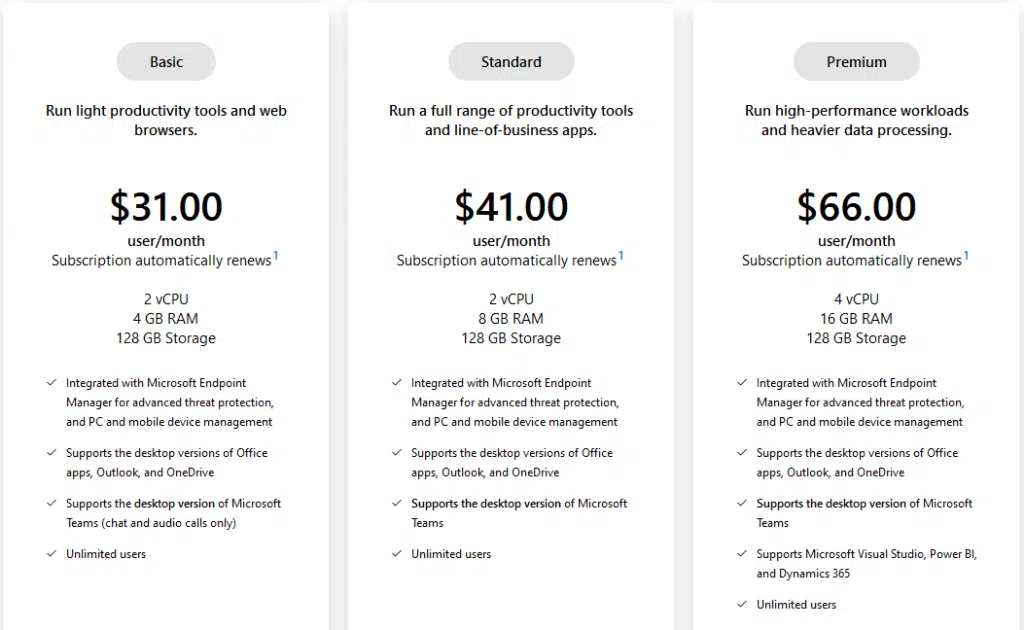 Basic
Run light productivity tools and web
browsers.
$31.00
user/month
Subscription automatically renews1
2 vCPU
4 GB RAM
128 GB Storage
Integrated with Microsoft Endpoint
Manager for advanced threat protection,
and PC and mobile device management
Supports the desktop versions of Office
apps, Outlook, and OneDrive
Supports the desktop version of Microsoft
Teams (chat and audio calls only)
Unlimited users
Standard
Run a full range of productivity tools
and line-of-business apps.
$41.00
user/month
Subscription automatically renews1
2 vCPU
8 GB RAM
128 GB Storage
Integrated with Microsoft Endpoint
Manager for advanced threat protection,
and PC and mobile device management
Supports the desktop versions of Office
apps, Outlook, and OneDrive
Supports the desktop version of Microsoft
Teams
Unlimited users
Premium
Run high-performance workloads
and heavier data processing.
$66.00
user/month
Subscription automatically renews1
4 vCPU
16 GB RAM
128 GB Storage
Integrated with Microsoft Endpoint
Manager for advanced threat protection,
and PC and mobile device management
Supports the desktop versions of Office
apps, Outlook, and OneDrive
Supports the desktop version of Microsoft
Teams
Supports Microsoft Visual Studio, Power BI,
and Dynamics 365
Unlimited users